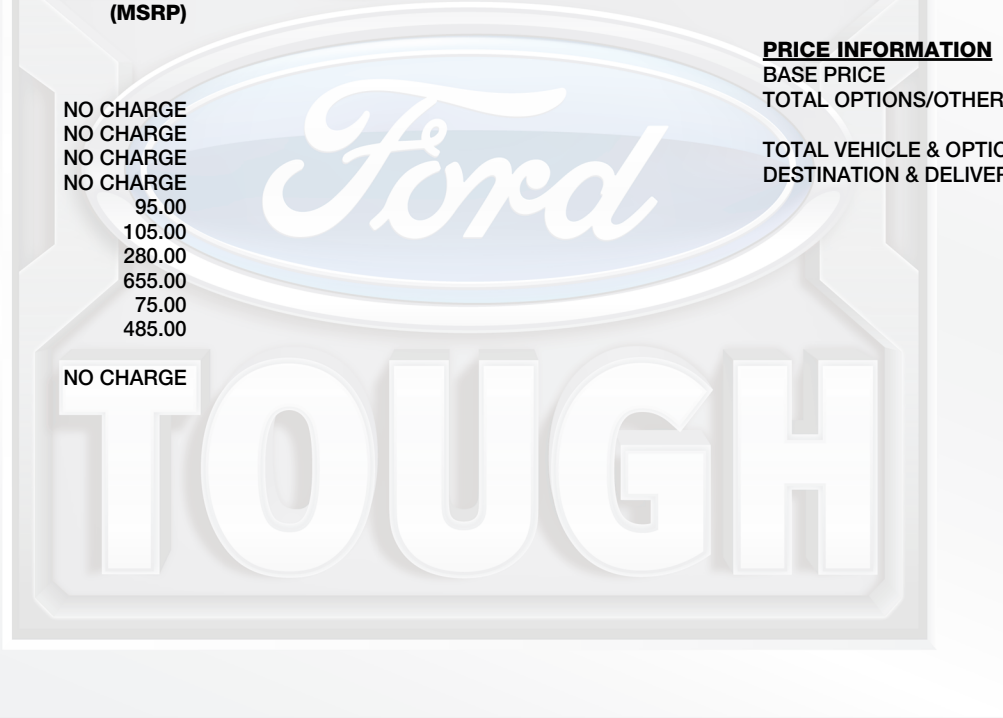 (MSRP)
NO CHARGE
NO CHARGE
NO CHARGE
NO CHARGE
95.00
105.00
280.00
655.00
75.00
485.00
NO CHARGE
PRICE INFORMATION
BASE PRICE
TOTAL OPTIONS/OTHER
TOTAL VEHICLE & OPTIO
DESTINATION & DELIVER
Ford
TOUGH